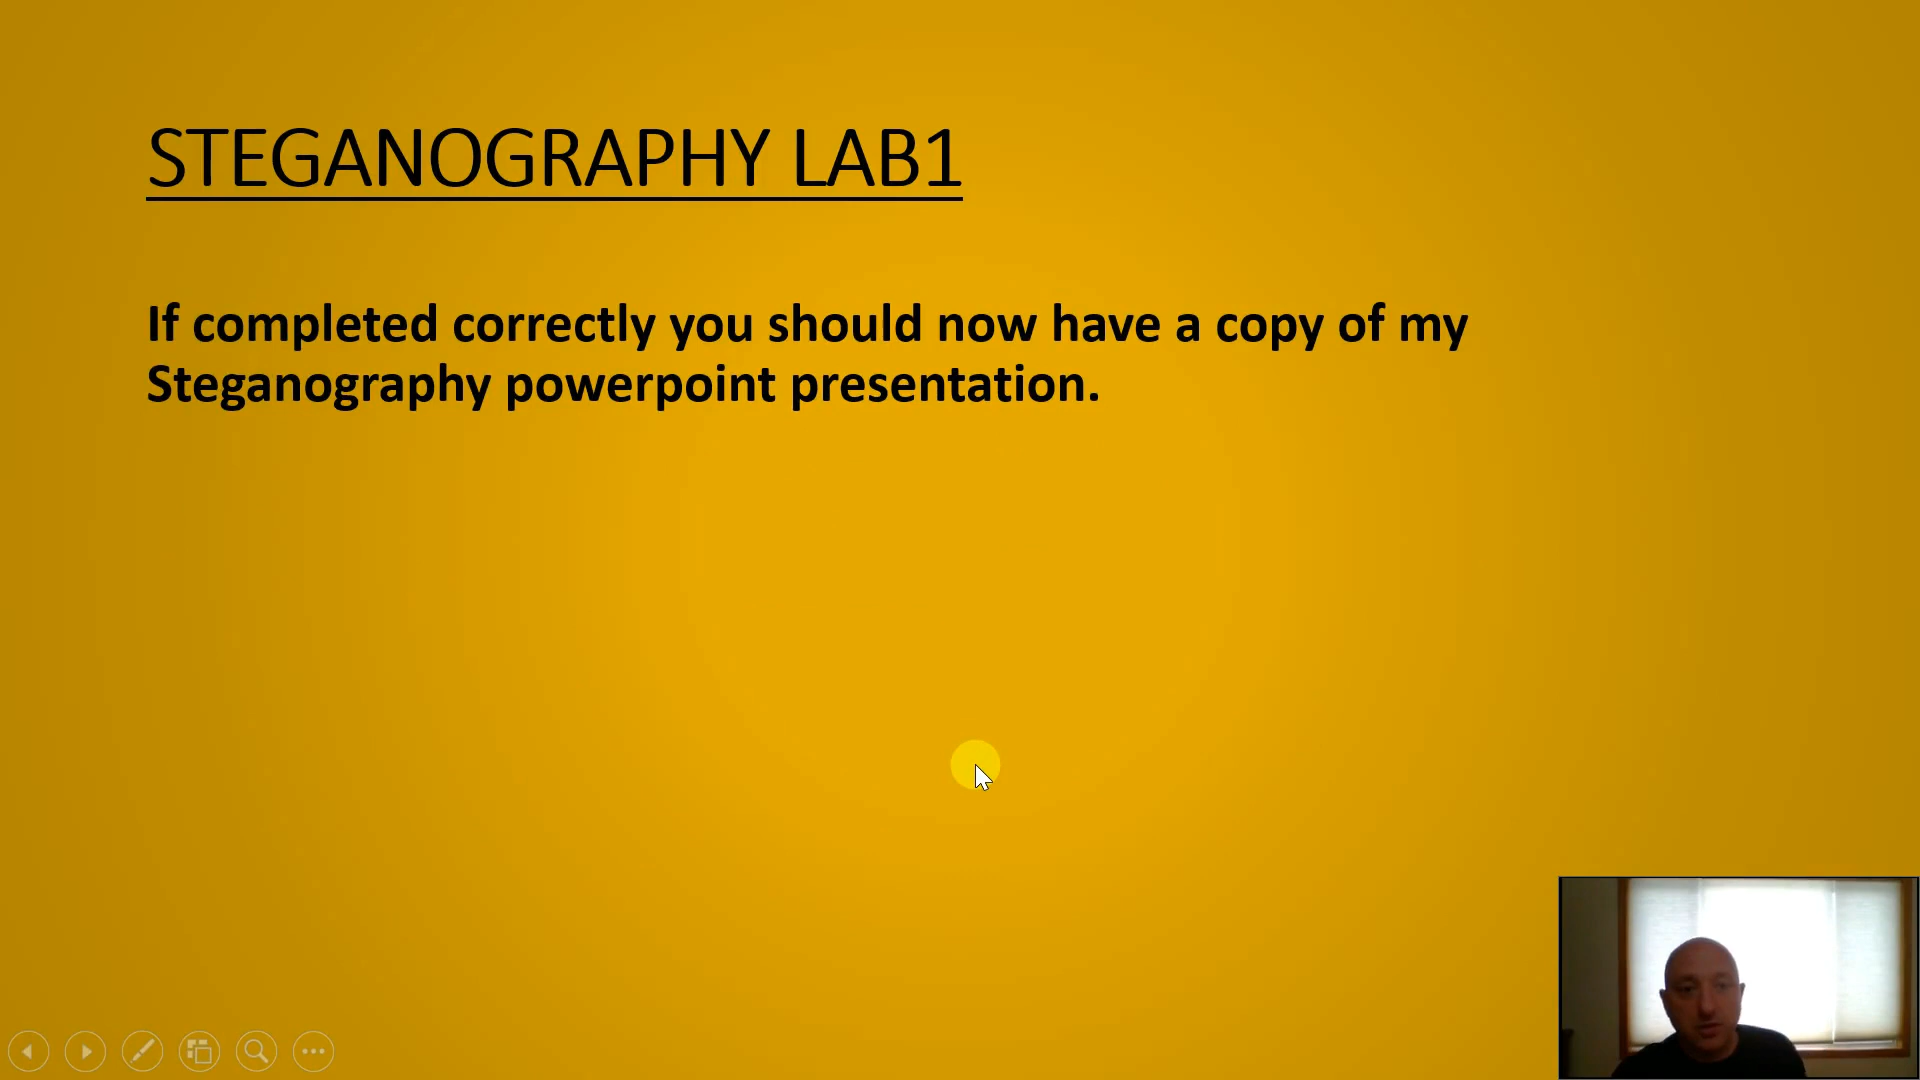 STEGANOGRAPHY LAB1
If completed correctly you should now have a copy of my
Steganography powerpoint presentation.